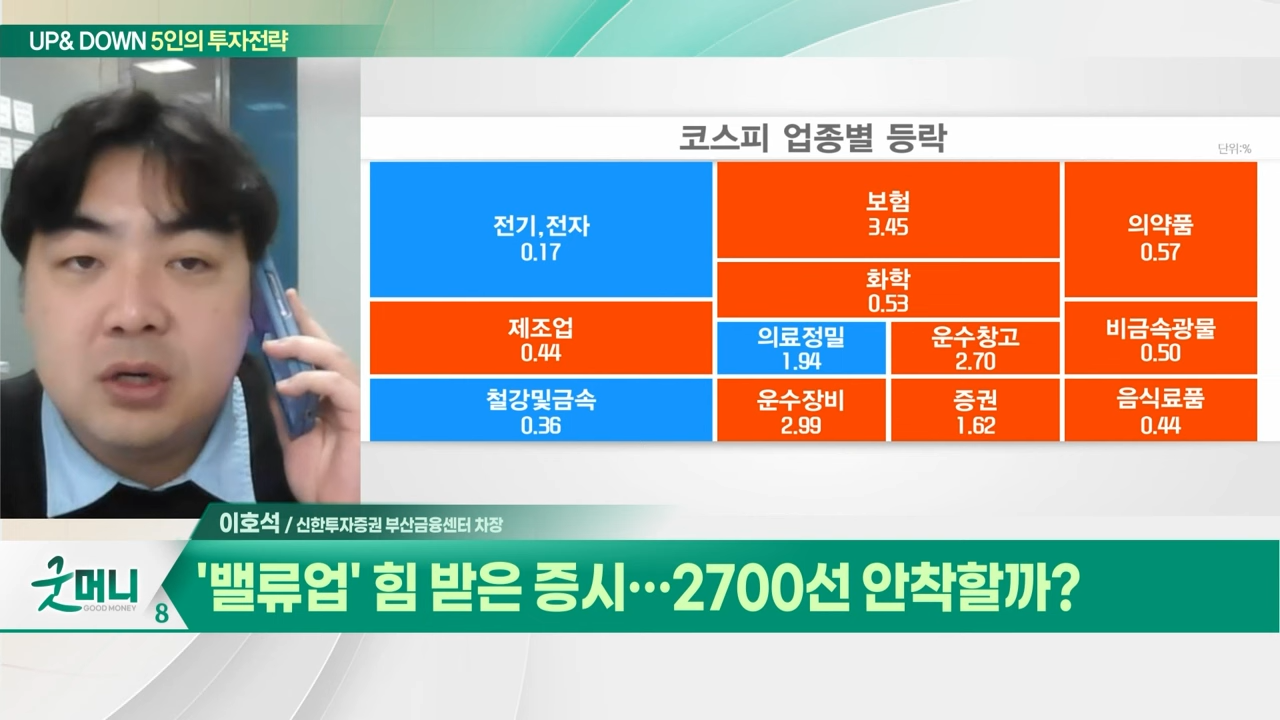 UP& DOWN 5인의 투자전략
코스피 업종별 등락
단위:%
전기,전자
0.17
보험
3.45
의약품
0.57
화학
0.53
제조업
0.44
의료정밀
1.94
운수창고
2.70
비금속광물
0.50
철강및금속
0.36
운수장비
2.99
증권
1.62
음식료품
0.44
이호석 / 신한투자증권 부산금융센터 차장
굿머니
GOOD MONEY
8
'밸류업' 힘 받은 증시…2700선 안착할까?